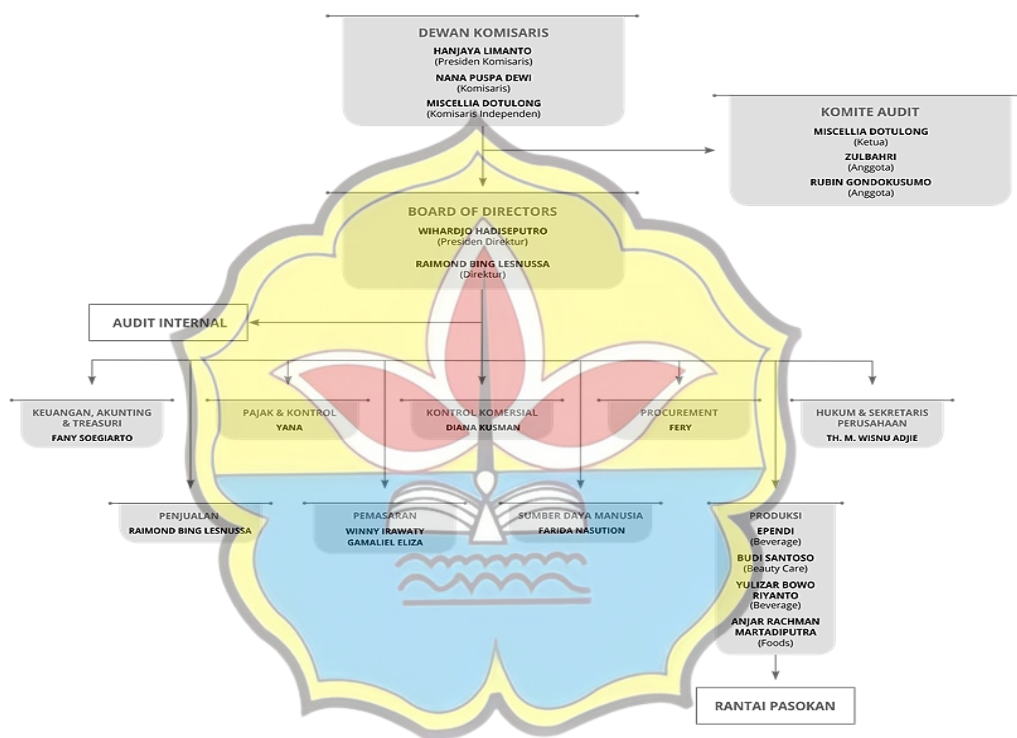 DEWAN KOMISARIS
HANJAYA LIMANTO
(Presiden Komisaris)
NANA PUSPA DEWI
(Komisaris)
MISCELLIA DOTULONG
(Komisaris Independen)
KOMITE AUDIT
MISCELLIA DOTULONG
(Ketua)
ZULBAHRI
(Anggota)
RUBIN GONDOKUSUMO
(Anggota)
BOARD OF DIRECTORS
WIHARDJO HADISEPUTRO
(Presiden Direktur)
RAIMOND BING LESNUSSA
(Direktur)
AUDIT INTERNAL
KEUANGAN, AKUNTING
& TREASURI
FANY SOEGIARTO
PAJAK & KONTROL
YANA
KONTROL KOMERSIAL
DIANA KUSMAN
PROCUREMENT
FERY
HUKUM & SEKRETARIS
PERUSAHAAN
TH. M. WISNU ADJIE
PENJUALAN
RAIMOND BING LESNUSSA
PEMASARAN
WINNY IRAWATY
GAMALIEL ELIZA
SUMBER DAYA MANUSIA
FARIDA NASUTION
PRODUKSI
EPENDI
(Beverage)
BUDI SANTOSO
(Beauty Care)
YULIZAR BOWO
RIYANTO
(Beverage)
ANJAR RACHMAN
MARTADIPUTRA
(Foods)
RANTAI PASOKAN